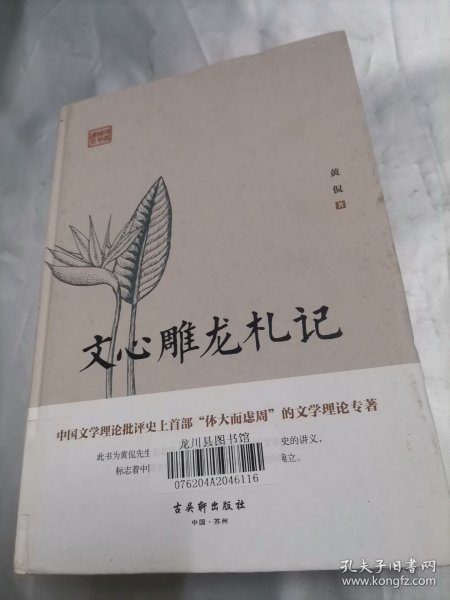 黄侃 著
文心雕龙札记
中国文学理论批评史上首部“体大而虑周”的文学理论专著
龙川县图书馆
此书为黄侃先生
史的讲义,
标志着中
立。
076204A2046116
古吴轩出版社
中国·苏州
孔夫子旧书网
www.kongfz.com